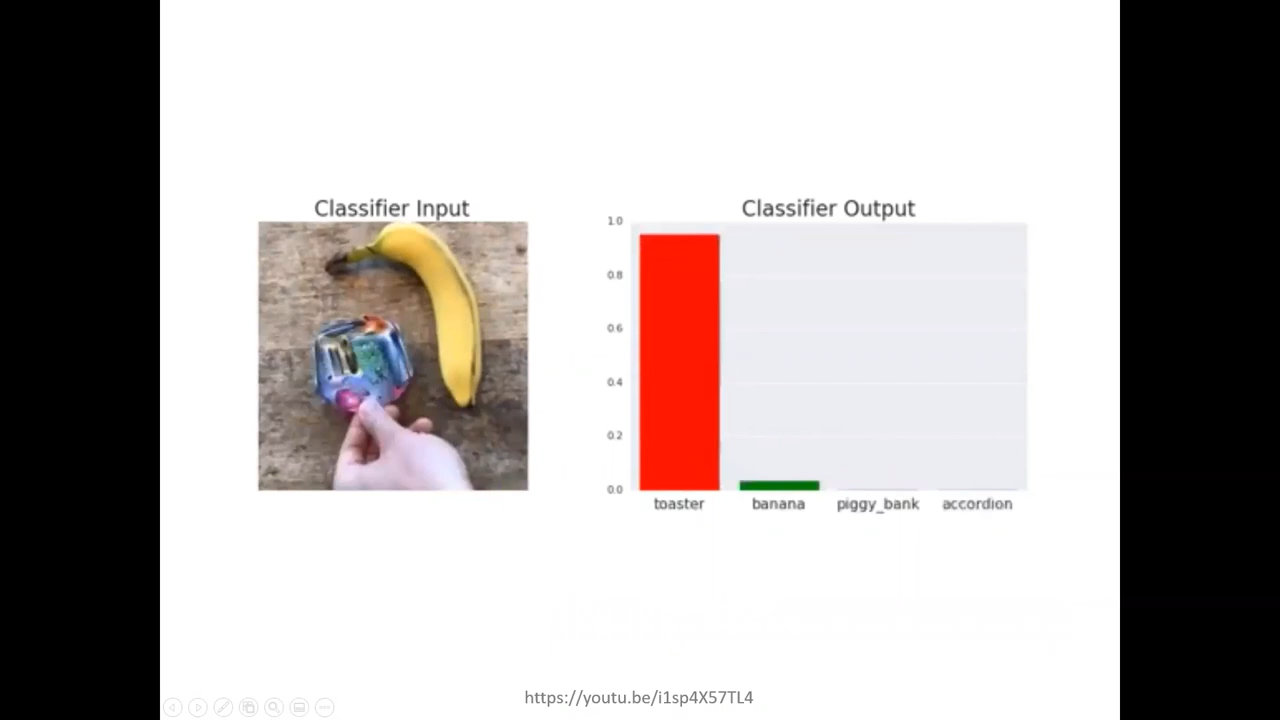 Classifier Input
Classifier Output
1.0
0.8
0.6
0.4
0.2
0.0
toaster banana piggy_bank accordion
https://youtu.be/i1sp4X57TL4